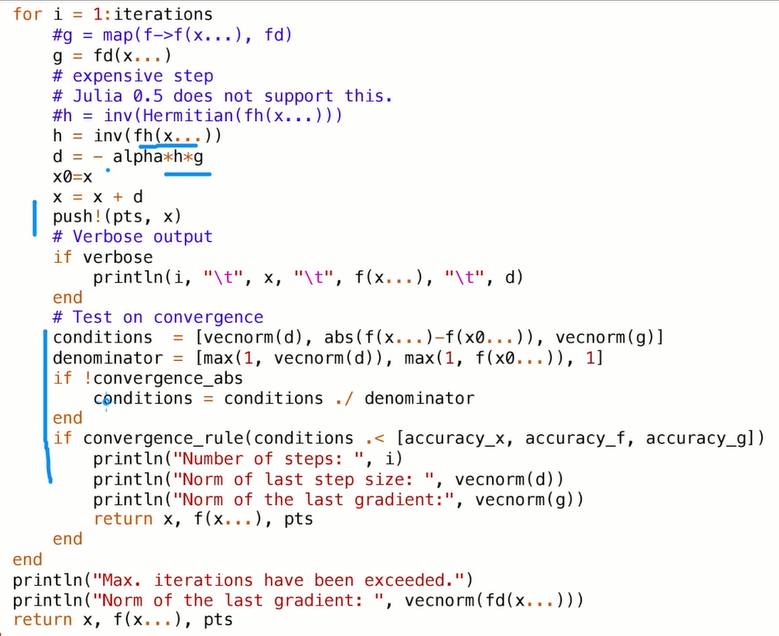 for i = 1:iterations
    #g = map(f->f(x...), fd)
    g = fd(x...)
    # expensive step
    # Julia 0.5 does not support this.
    #h = inv(Hermitian(fh(x...)))
    h = inv(fh(x...))
    d = - alpha*h*g
    x0=x
    x = x + d
    push!(pts, x)
    # Verbose output
    if verbose
        println(i, "\t", x, "\t", f(x...), "\t", d)
    end
    # Test on convergence
    conditions  = [vecnorm(d), abs(f(x...)-f(x0...)), vecnorm(g)]
    denominator = [max(1, vecnorm(d)), max(1, f(x0...)), 1]
    if !convergence_abs
        conditions = conditions ./ denominator
    end
    if convergence_rule(conditions .< [accuracy_x, accuracy_f, accuracy_g])
        println("Number of steps: ", i)
        println("Norm of last step size: ", vecnorm(d))
        println("Norm of the last gradient:", vecnorm(g))
        return x, f(x...), pts
    end
end
println("Max. iterations have been exceeded.")
println("Norm of the last gradient: ", vecnorm(fd(x...)))
return x, f(x...), pts